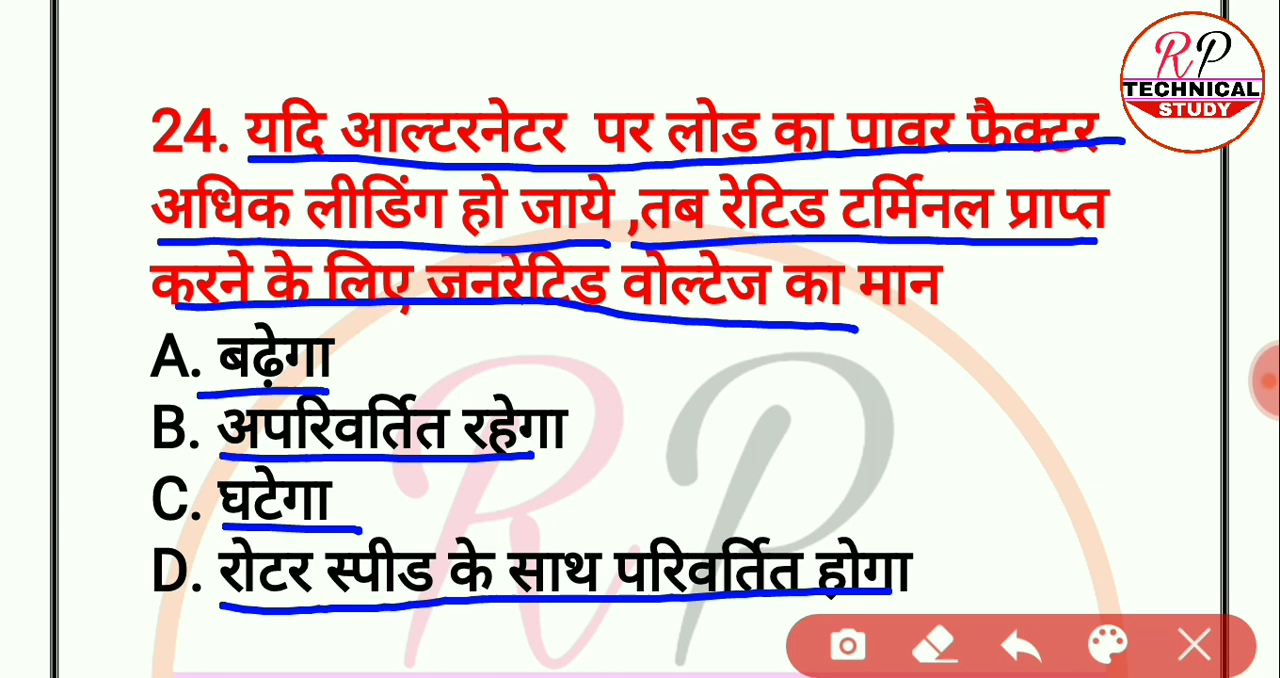 RP
TECHNICAL
STUDY
24. यदि आल्टरनेटर पर लोड का पावर फैक्टर
अधिक लीडिंग हो जाये ,तब रेटिड टर्मिनल प्राप्त
करने के लिए जनरेटिड वोल्टेज का मान
A. बढ़ेगा
B. अपरिवर्तित रहेगा
C. घटेगा
D. रोटर स्पीड के साथ परिवर्तित होगा
RP